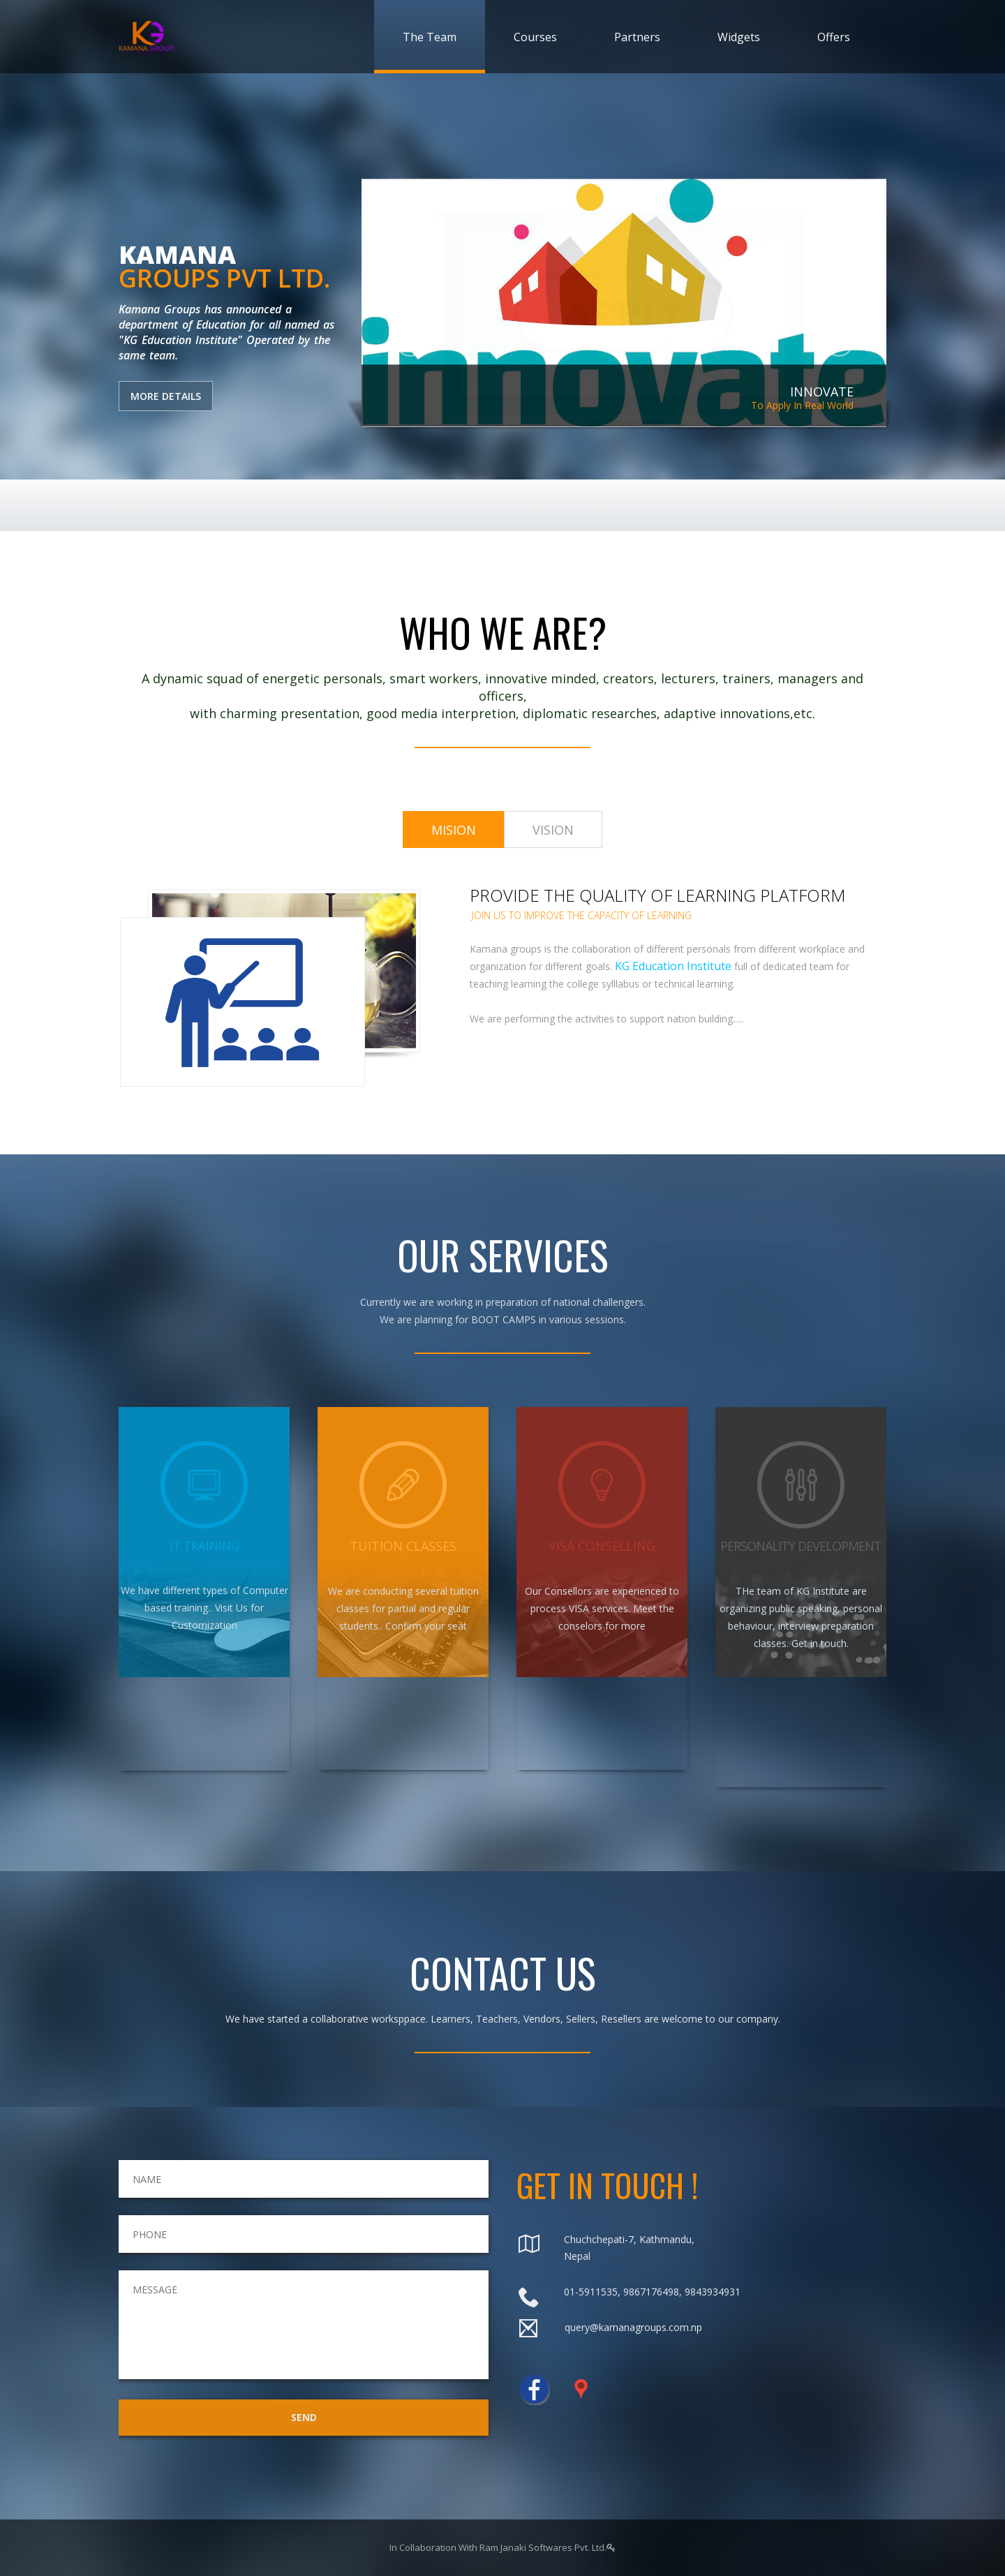 KG
KAMANA GROUPS
The Team
Courses
Partners
Widgets
Offers
KAMANA
GROUPS PVT LTD.
Kamana Groups has announced a
department of Education for all named as
"KG Education Institute" Operated by the
same team.
MORE DETAILS
innovate
INNOVATE
To Apply In Real World
WHO WE ARE?
A dynamic squad of energetic personals, smart workers, innovative minded, creators, lecturers, trainers, managers and
officers,
with charming presentation, good media interpretion, diplomatic researches, adaptive innovations,etc.
MISION
VISION
PROVIDE THE QUALITY OF LEARNING PLATFORM
JOIN US TO IMPROVE THE CAPACITY OF LEARNING
Kamana groups is the collaboration of different personals from different workplace and
organization for different goals. KG Education Institute full of dedicated team for
teaching learning the college sylllabus or technical learning.
We are performing the activities to support nation building.....
OUR SERVICES
Currently we are working in preparation of national challengers.
We are planning for BOOT CAMPS in various sessions.
IT TRAINING
We have different types of Computer
based training.. Visit Us for
Customization
TUITION CLASSES
We are conducting several tuition
classes for partial and regular
students.. Confirm your seat
VISA CONSELLING
Our Consellors are experienced to
process VISA services. Meet the
conselors for more
PERSONALITY DEVELOPMENT
THe team of KG Institute are
organizing public speaking, personal
behaviour, interview preparation
classes. Get in touch.
CONTACT US
We have started a collaborative worksppace. Learners, Teachers, Vendors, Sellers, Resellers are welcome to our company.
NAME
PHONE
MESSAGE
SEND
GET IN TOUCH !
Chuchchepati-7, Kathmandu,
Nepal
01-5911535, 9867176498, 9843934931
query@kamanagroups.com.np
In Collaboration With Ram Janaki Softwares Pvt. Ltd.